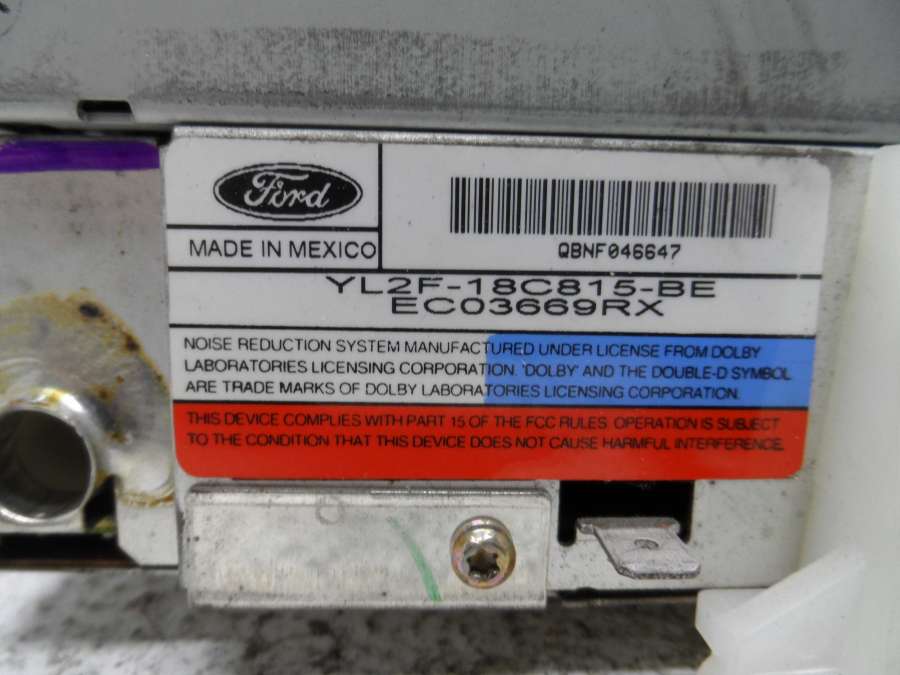 Ford
MADE IN MEXICO
QBNF046647
YL2F-18C815-BE
EC03669RX
NOISE REDUCTION SYSTEM MANUFACTURED UNDER LICENSE FROM DOLBY
LABORATORIES LICENSING CORPORATION. 'DOLBY' AND THE DOUBLE-D SYMBOL
ARE TRADE MARKS OF DOLBY LABORATORIES LICENSING CORPORATION.
THIS DEVICE COMPLIES WITH PART 15 OF THE FCC RULES. OPERATION IS SUBJECT
TO THE CONDITION THAT THIS DEVICE DOES NOT CAUSE HARMFUL INTERFERENCE.